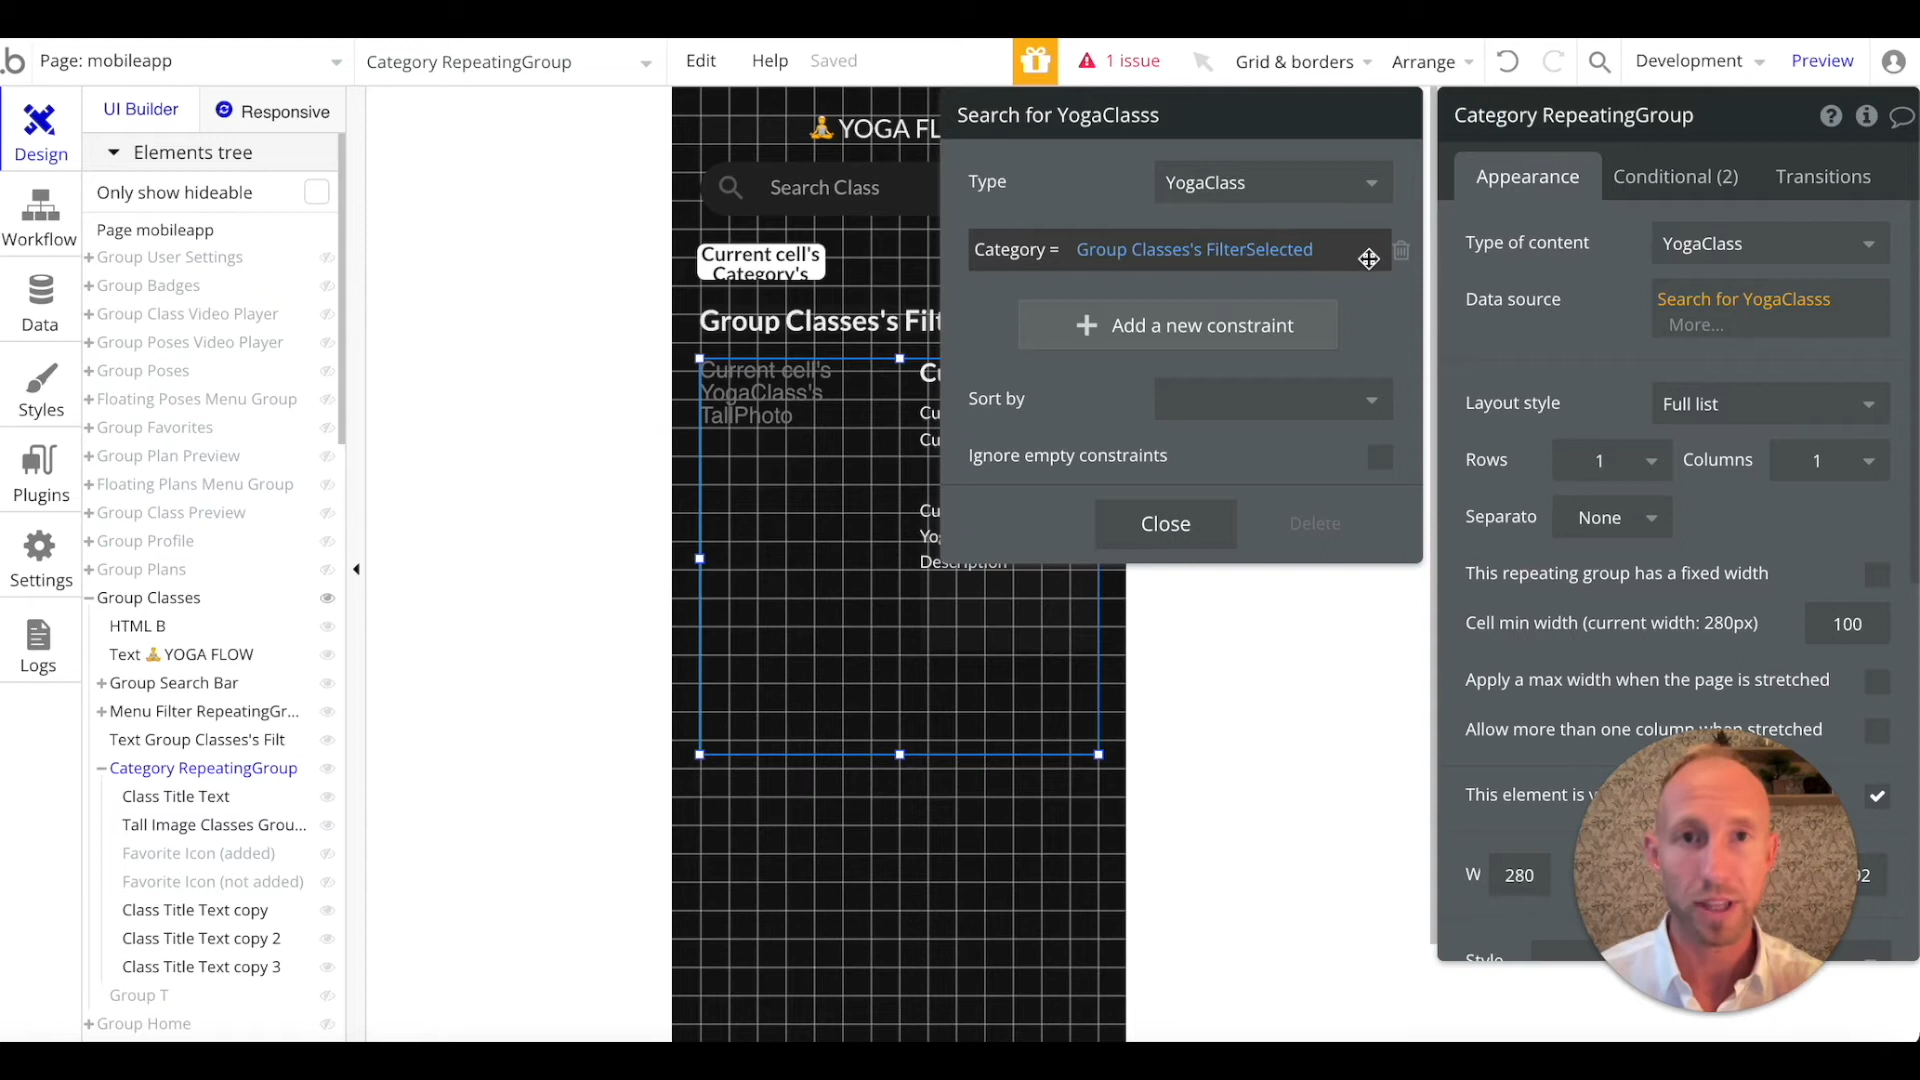 Page: mobileapp
Category RepeatingGroup
Edit
Help
Saved
1 issue
Grid & borders
Arrange
Development
Preview
Design
Workflow
Data
Styles
Plugins
Settings
Logs
UI Builder
Responsive
Elements tree
Only show hideable
Page mobileapp
Group User Settings
Group Badges
Group Class Video Player
Group Poses Video Player
Group Poses
Floating Poses Menu Group
Group Favorites
Group Plan Preview
Floating Plans Menu Group
Group Class Preview
Group Profile
Group Plans
Group Classes
HTML B
Text 🧘 YOGA FLOW
Group Search Bar
Menu Filter RepeatingGr...
Text Group Classes's Filt
Category RepeatingGroup
Class Title Text
Tall Image Classes Grou...
Favorite Icon (added)
Favorite Icon (not added)
Class Title Text copy
Class Title Text copy 2
Class Title Text copy 3
Group T
Group Home
🧘 YOGA FL
Search Class
Current cell's
Category's
Group Classes's Filt
Current cell's
YogaClass's
TallPhoto
Cu
Cu
Cu
Yo
Description
Search for YogaClasss
Type
YogaClass
Category = Group Classes's FilterSelected
+ Add a new constraint
Sort by
Ignore empty constraints
Close
Delete
Category RepeatingGroup
Appearance
Conditional (2)
Transitions
Type of content
YogaClass
Data source
Search for YogaClasss
More...
Layout style
Full list
Rows
1
Columns
1
Separato
None
This repeating group has a fixed width
Cell min width (current width: 280px)
100
Apply a max width when the page is stretched
Allow more than one column when stretched
This element is v
W
280
92
Style